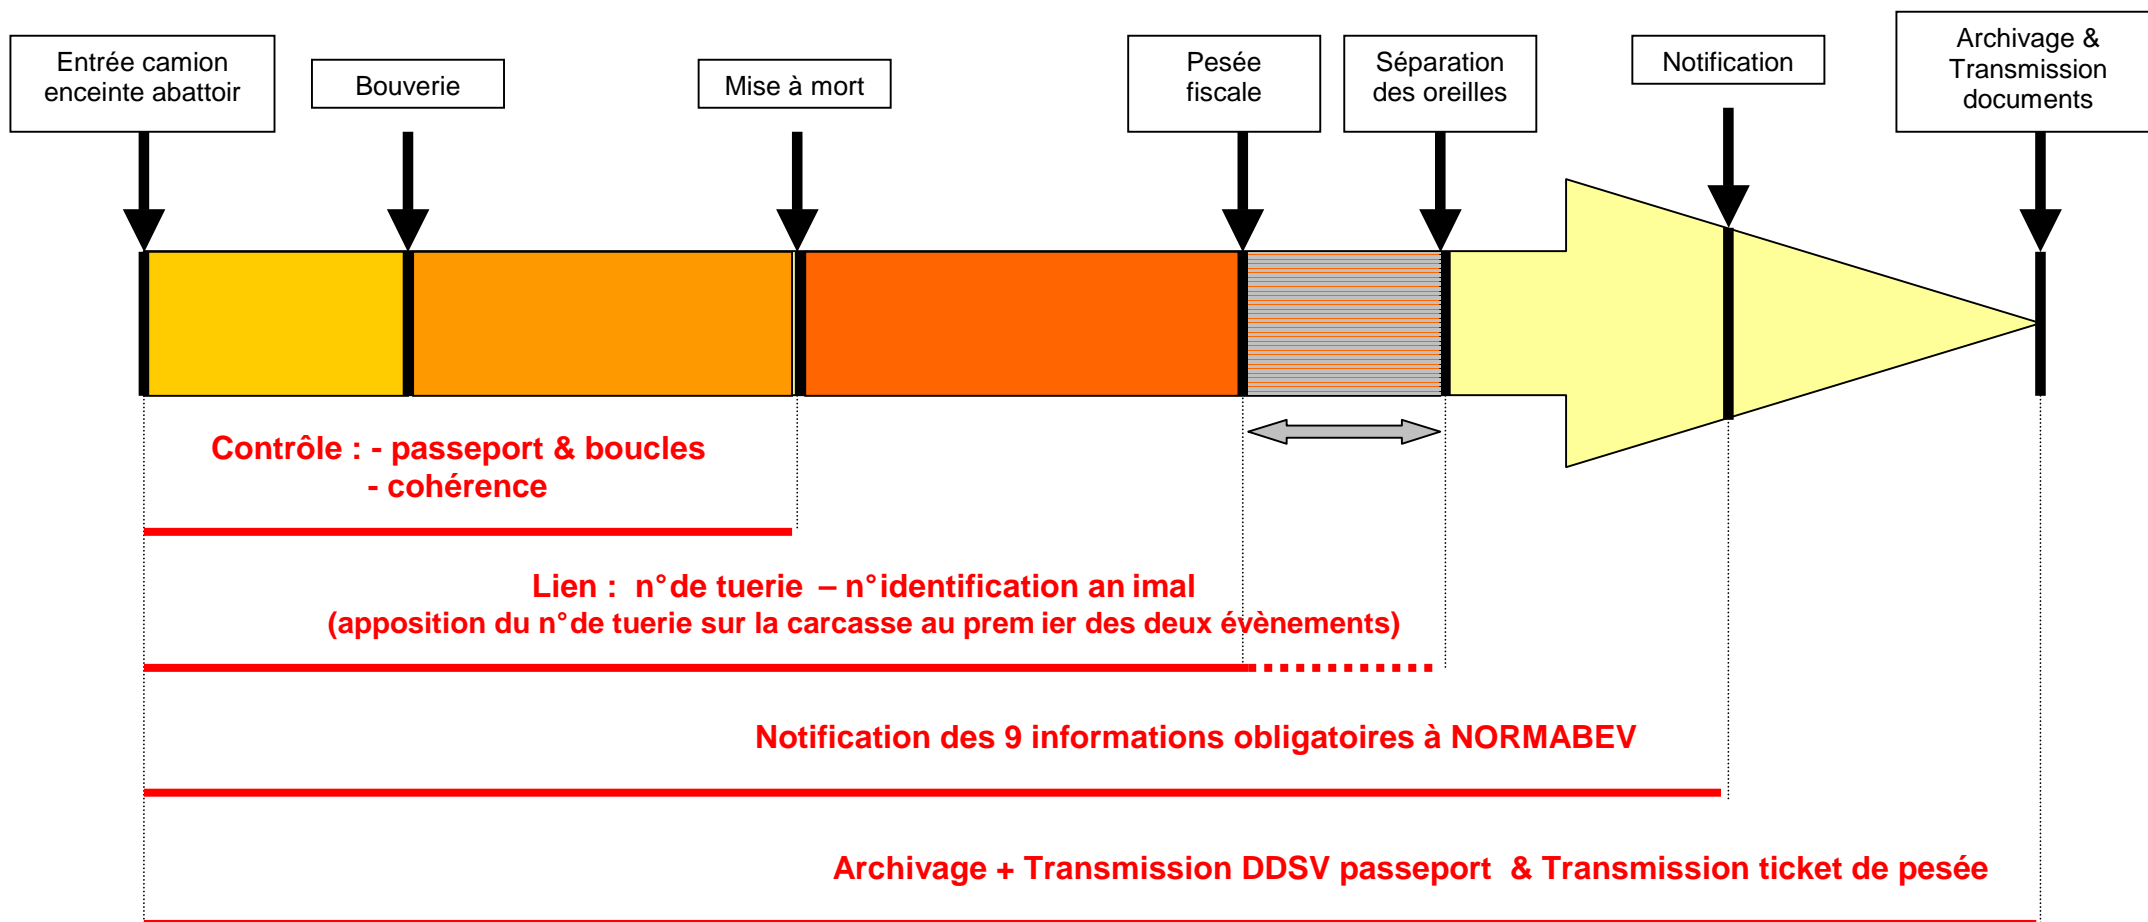 Entrée camion
enceinte abattoir
Bouverie
Mise à mort
Pesée
fiscale
Séparation
des oreilles
Notification
Archivage &
Transmission
documents
Contrôle : - passeport & boucles
- cohérence
Lien : n°de tuerie – n°identification an imal
(apposition du n°de tuerie sur la carcasse au prem ier des deux évènements)
Notification des 9 informations obligatoires à NORMABEV
Archivage + Transmission DDSV passeport & Transmission ticket de pesée